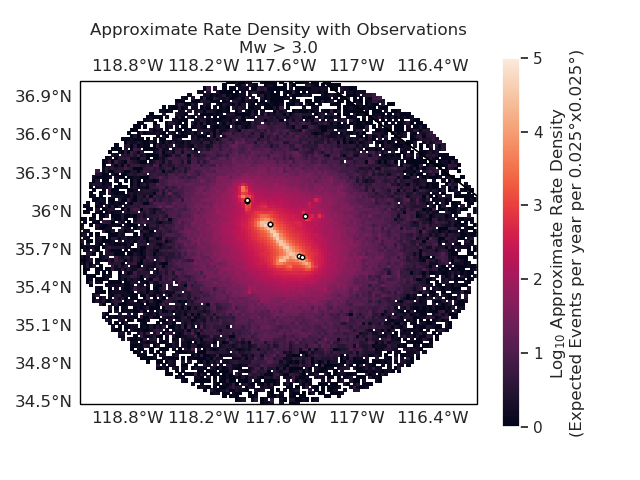 Approximate Rate Density with Observations
Mw > 3.0
118.8°W 118.2°W 117.6°W 117°W 116.4°W
36.9°N
36.6°N
36.3°N
36°N
35.7°N
35.4°N
35.1°N
34.8°N
34.5°N
118.8°W 118.2°W 117.6°W 117°W 116.4°W
5
4
3
2
1
0
Log₁₀ Approximate Rate Density
(Expected Events per year per 0.025°x0.025°)